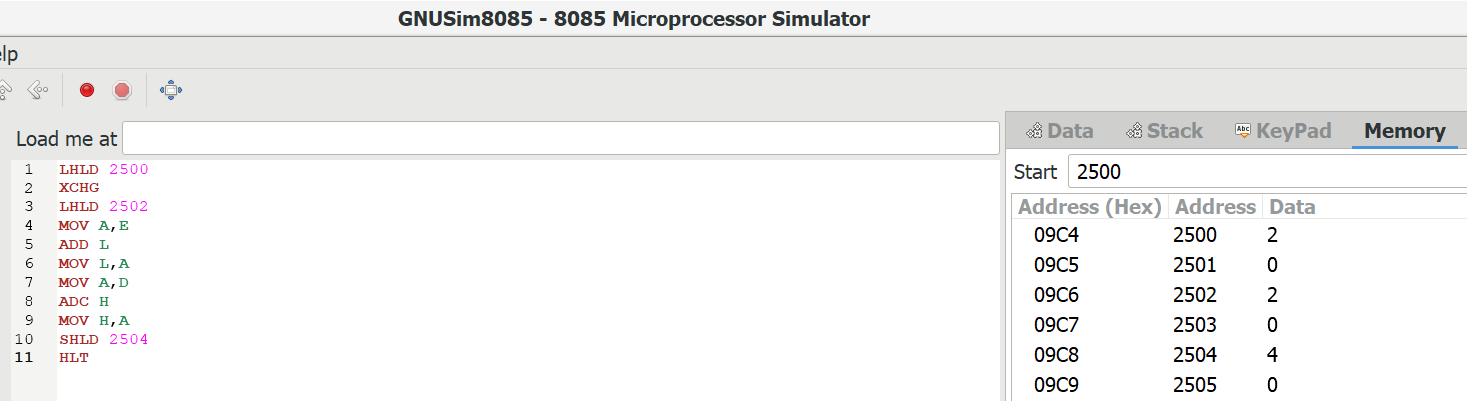 GNUSim8085 - 8085 Microprocessor Simulator
elp
Load me at
1 LHLD 2500
2 XCHG
3 LHLD 2502
4 MOV A,E
5 ADD L
6 MOV L,A
7 MOV A,D
8 ADC H
9 MOV H,A
10 SHLD 2504
11 HLT
Data Stack Abc KeyPad Memory
Start 2500
Address (Hex) Address Data
09C4 2500 2
09C5 2501 0
09C6 2502 2
09C7 2503 0
09C8 2504 4
09C9 2505 0